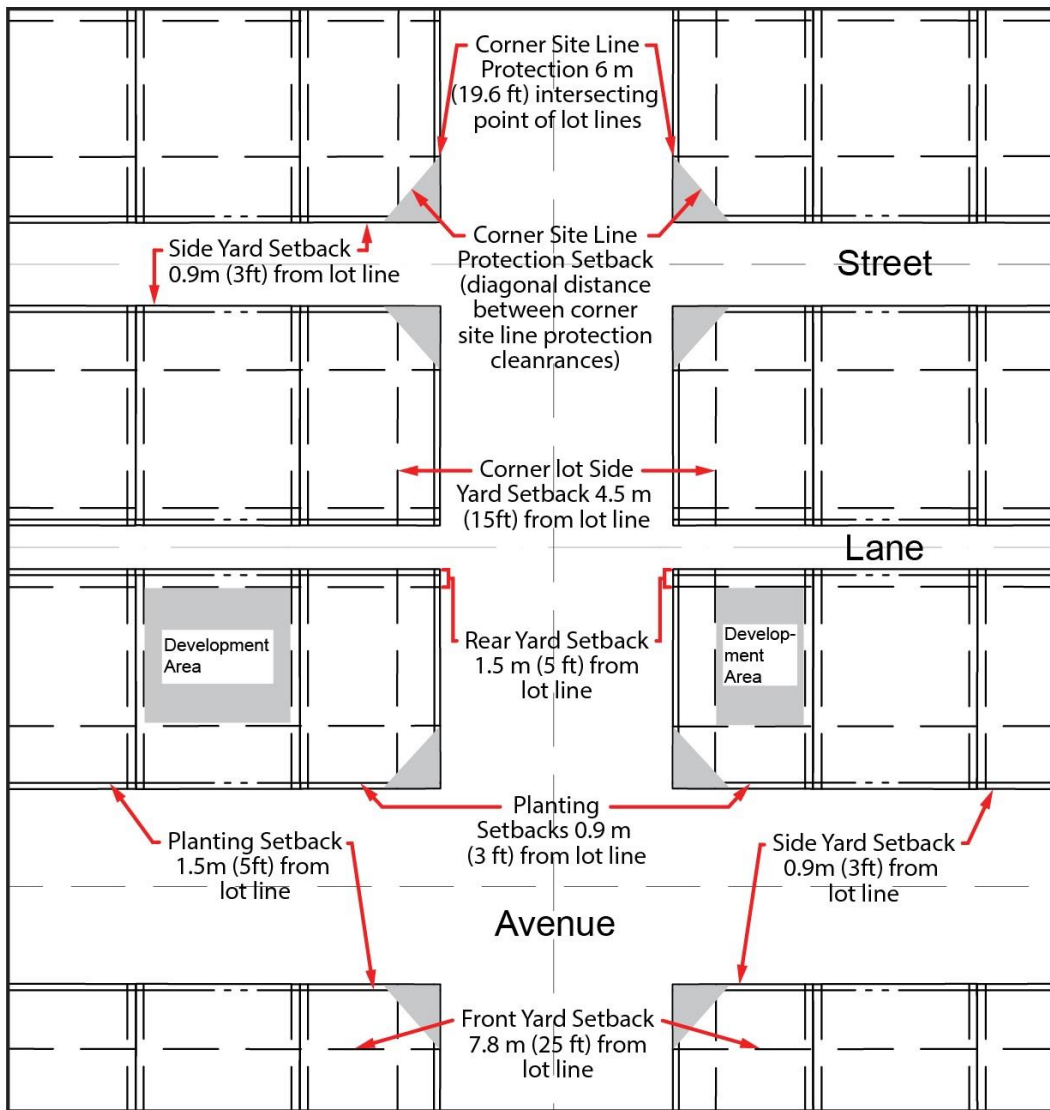 Corner Site Line
Protection 6 m
(19.6 ft) intersecting
point of lot lines
Side Yard Setback
0.9m (3ft) from lot line
Corner Site Line
Protection Setback
(diagonal distance
between corner
site line protection
cleanrances)
Street
Corner lot Side
Yard Setback 4.5 m
(15ft) from lot line
Lane
Development
Area
Rear Yard Setback
1.5 m (5 ft) from
lot line
Develop-
ment
Area
Planting Setback
1.5m (5ft) from
lot line
Planting
Setbacks 0.9 m
(3 ft) from lot line
Side Yard Setback
0.9m (3ft) from
lot line
Avenue
Front Yard Setback
7.8 m (25 ft) from
lot line